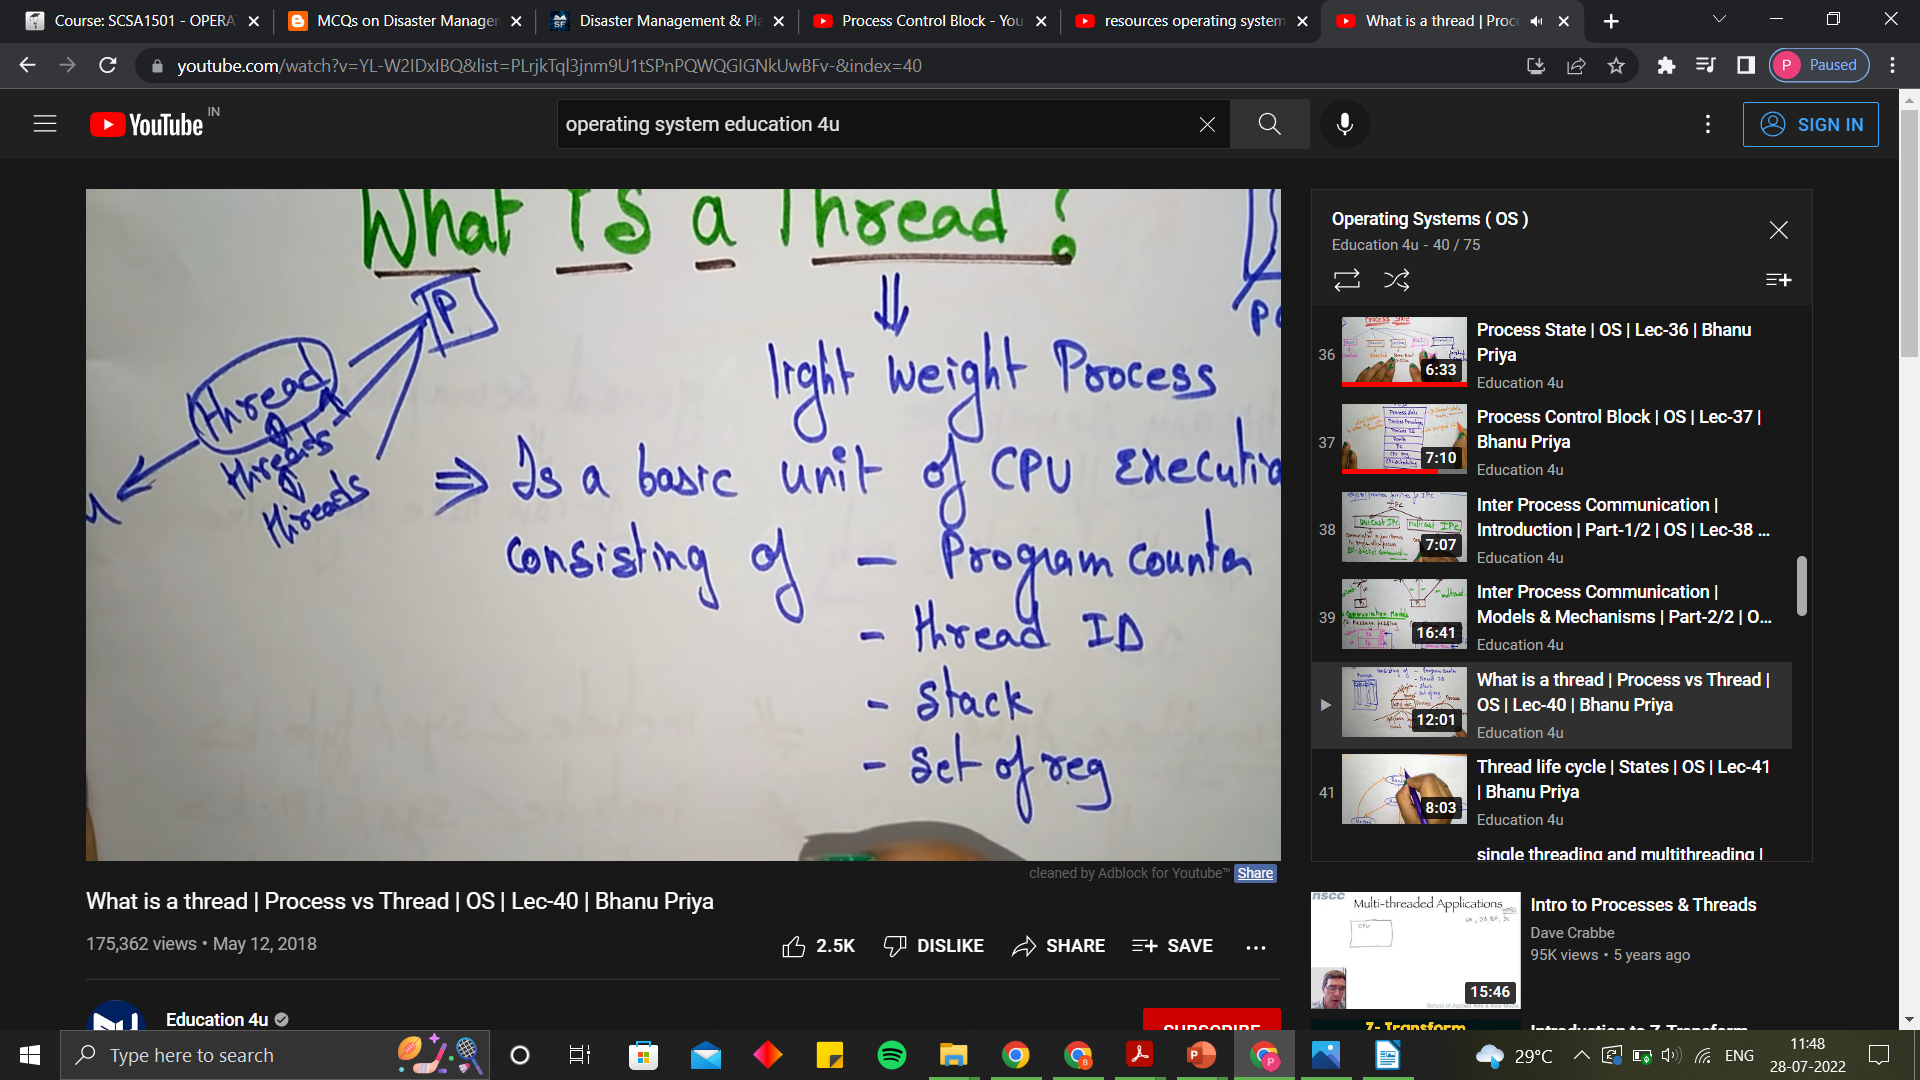 Course: SCSA1501 - OPERA
MCQs on Disaster Managem
Disaster Management & Pla
Process Control Block - You
resources operating system
What is a thread | Proce
youtube.com/watch?v=YL-W2IDxIBQ&list=PLrjkTql3jnm9U1tSPnPQWQGIGNkUwBFv-&index=40
P Paused
YouTube IN
operating system education 4u
SIGN IN
What is a Thread?
P
light weight Process
thread
threads
threads
⇒ Is a basic unit of CPU Executio
consisting of - Program counter
- thread ID
- stack
- set of reg
cleaned by Adblock for Youtube™ Share
What is a thread | Process vs Thread | OS | Lec-40 | Bhanu Priya
175,362 views • May 12, 2018
2.5K DISLIKE SHARE SAVE ...
Education 4u
SUBSCRIBE
Operating Systems ( OS )
Education 4u - 40 / 75
36
6:33
Process State | OS | Lec-36 | Bhanu
Priya
Education 4u
37
7:10
Process Control Block | OS | Lec-37 |
Bhanu Priya
Education 4u
38
7:07
Inter Process Communication |
Introduction | Part-1/2 | OS | Lec-38 ...
Education 4u
39
16:41
Inter Process Communication |
Models & Mechanisms | Part-2/2 | O...
Education 4u
12:01
What is a thread | Process vs Thread |
OS | Lec-40 | Bhanu Priya
Education 4u
41
8:03
Thread life cycle | States | OS | Lec-41
| Bhanu Priya
Education 4u
single threading and multithreading |
nscc
Multi-threaded Applications
15:46
Intro to Processes & Threads
Dave Crabbe
95K views • 5 years ago
Z- Transform
Introduction to Z-Transform
Type here to search
29°C
ENG
11:48
28-07-2022